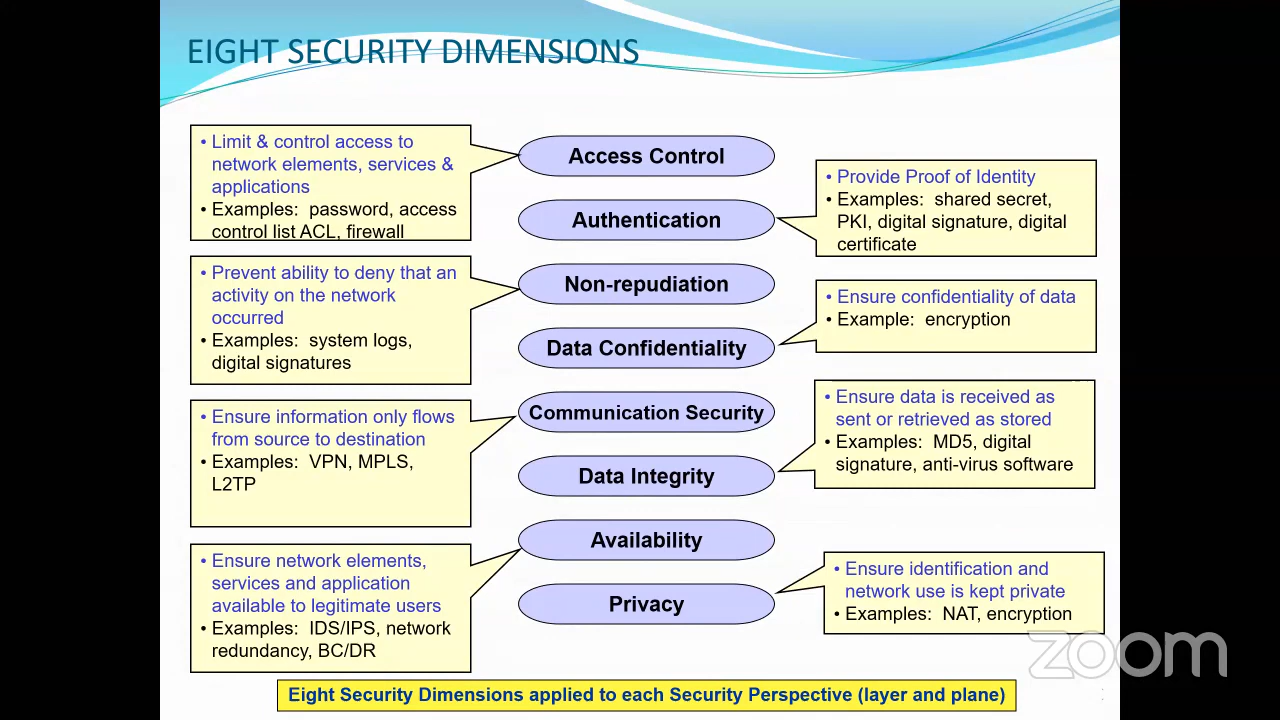 EIGHT SECURITY DIMENSIONS
• Limit & control access to
network elements, services &
applications
• Examples: password, access
control list ACL, firewall
Access Control
• Provide Proof of Identity
• Examples: shared secret,
PKI, digital signature, digital
certificate
Authentication
• Prevent ability to deny that an
activity on the network
occurred
• Examples: system logs,
digital signatures
Non-repudiation
• Ensure confidentiality of data
• Example: encryption
Data Confidentiality
• Ensure information only flows
from source to destination
• Examples: VPN, MPLS,
L2TP
Communication Security
• Ensure data is received as
sent or retrieved as stored
• Examples: MD5, digital
signature, anti-virus software
Data Integrity
• Ensure network elements,
services and application
available to legitimate users
• Examples: IDS/IPS, network
redundancy, BC/DR
Availability
• Ensure identification and
network use is kept private
• Examples: NAT, encryption
Privacy
zoom
Eight Security Dimensions applied to each Security Perspective (layer and plane)